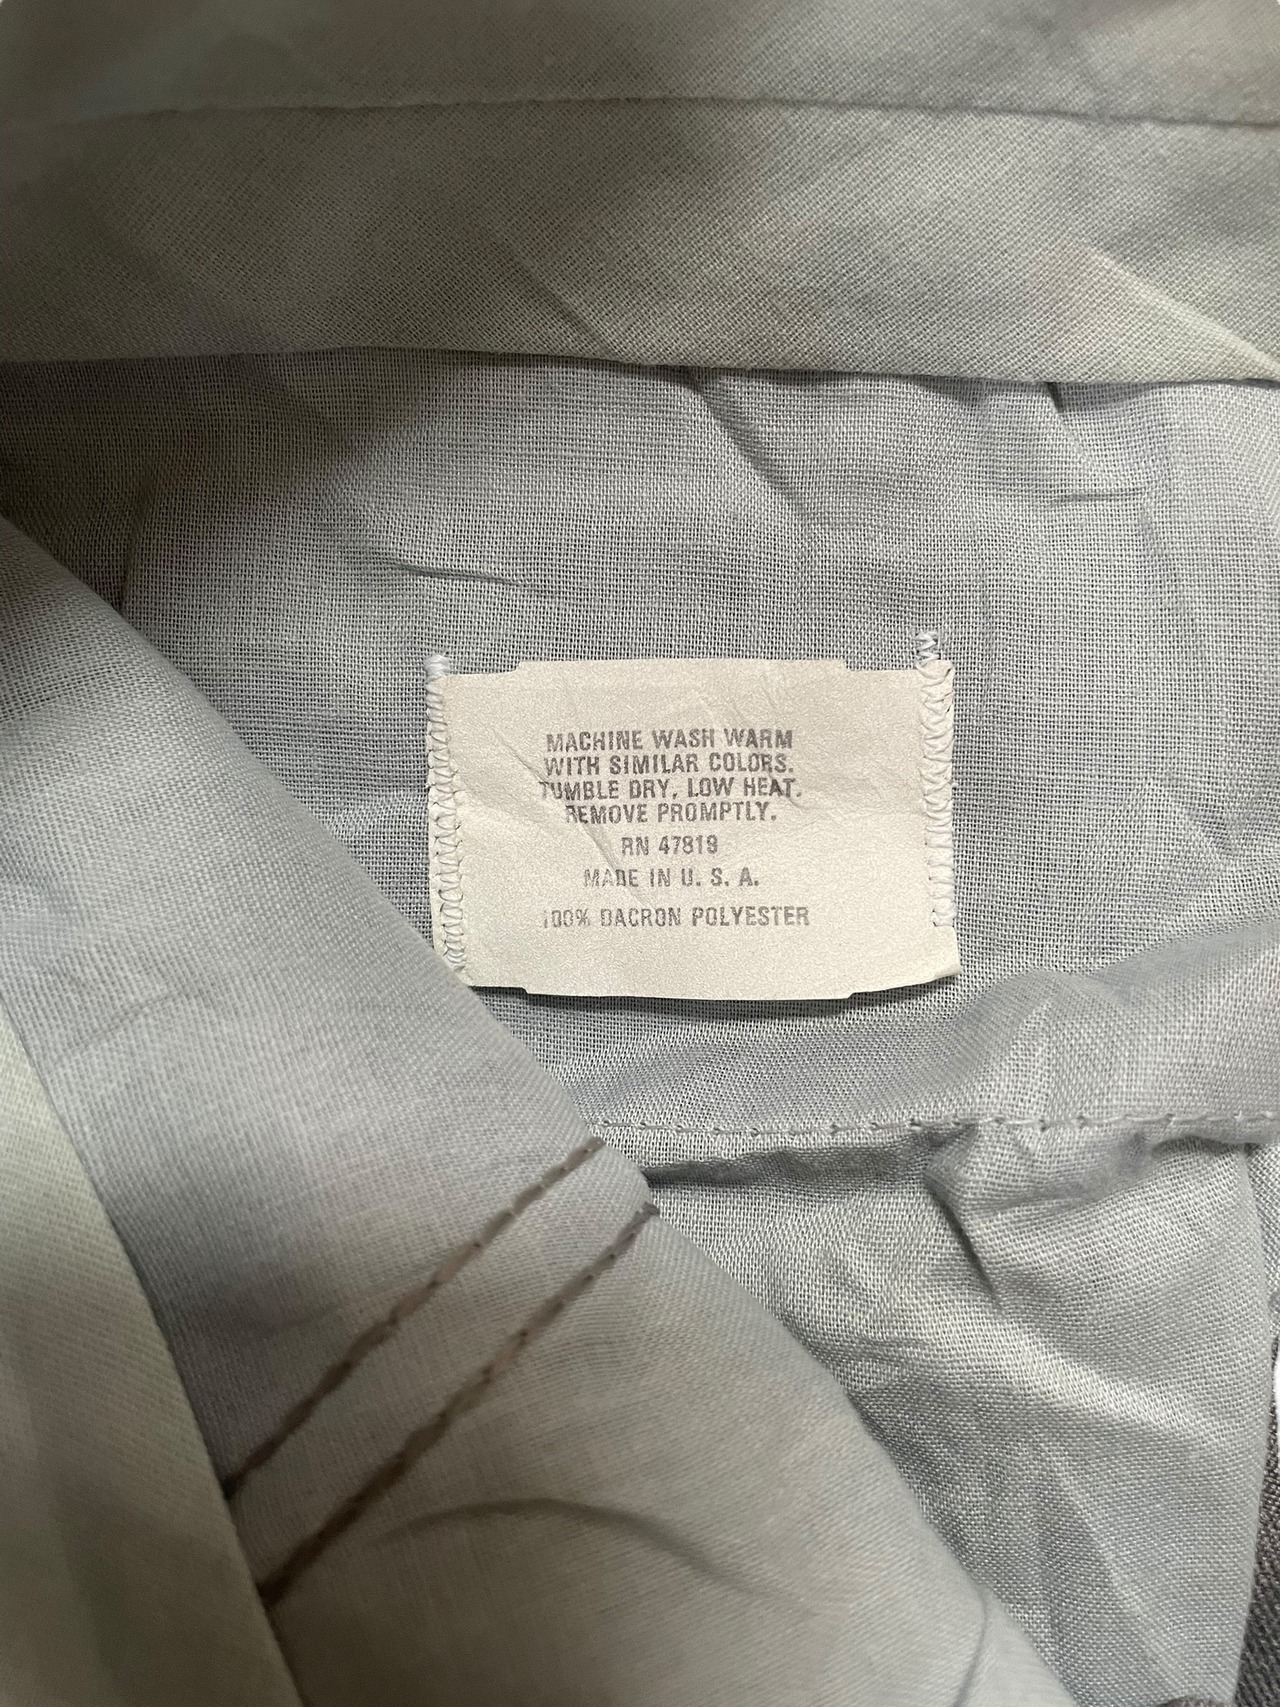 MACHINE WASH WARM
WITH SIMILAR COLORS.
TUMBLE DRY, LOW HEAT.
REMOVE PROMPTLY.
RN 47819
MADE IN U. S. A.
100% DACRON POLYESTER